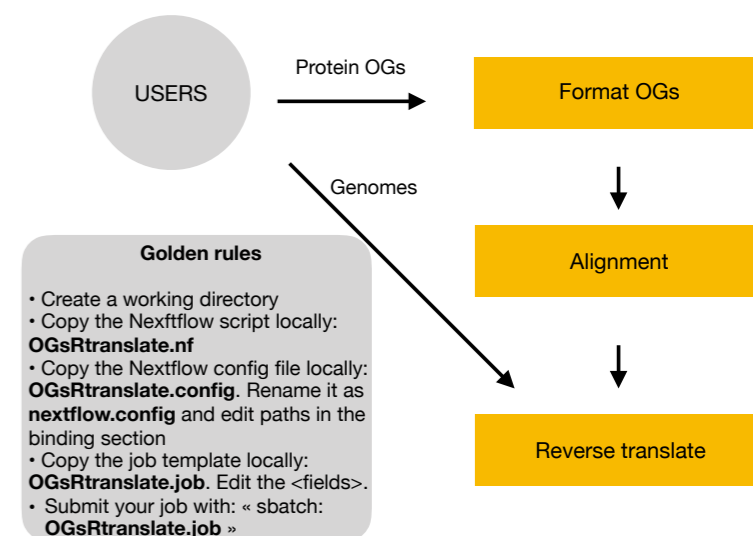 USERS
Protein OGs
Format OGs
Genomes
Alignment
Reverse translate
Golden rules
• Create a working directory
• Copy the Nexftflow script locally:
OGsRtranslate.nf
• Copy the Nextflow config file locally:
OGsRtranslate.config. Rename it as
nextflow.config and edit paths in the
binding section
• Copy the job template locally:
OGsRtranslate.job. Edit the <fields>.
• Submit your job with: « sbatch:
OGsRtranslate.job »